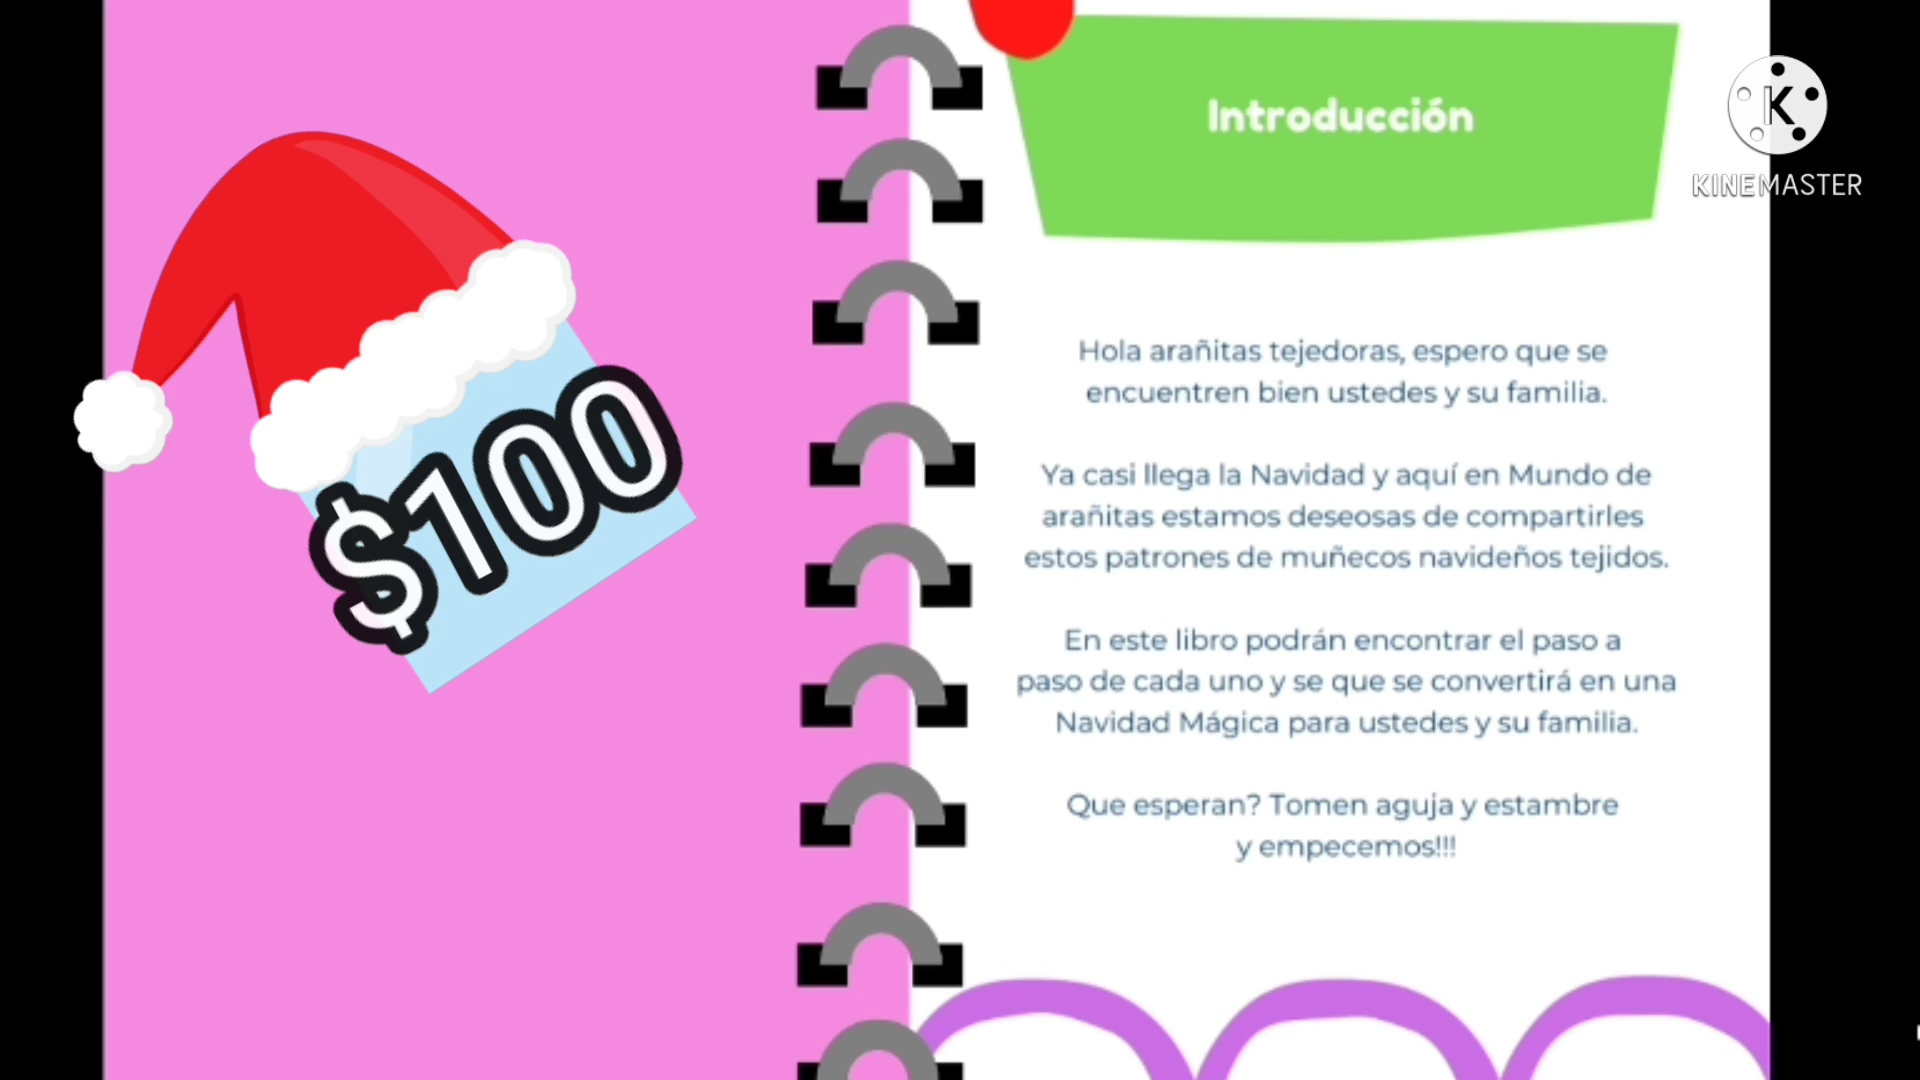 $100
Introducción
KINEMASTER
Hola arañitas tejedoras, espero que se
encuentren bien ustedes y su familia.
Ya casi llega la Navidad y aquí en Mundo de
arañitas estamos deseosas de compartirles
estos patrones de muñecos navideños tejidos.
En este libro podrán encontrar el paso a
paso de cada uno y se que se convertirá en una
Navidad Mágica para ustedes y su familia.
Que esperan? Tomen aguja y estambre
y empecemos!!!